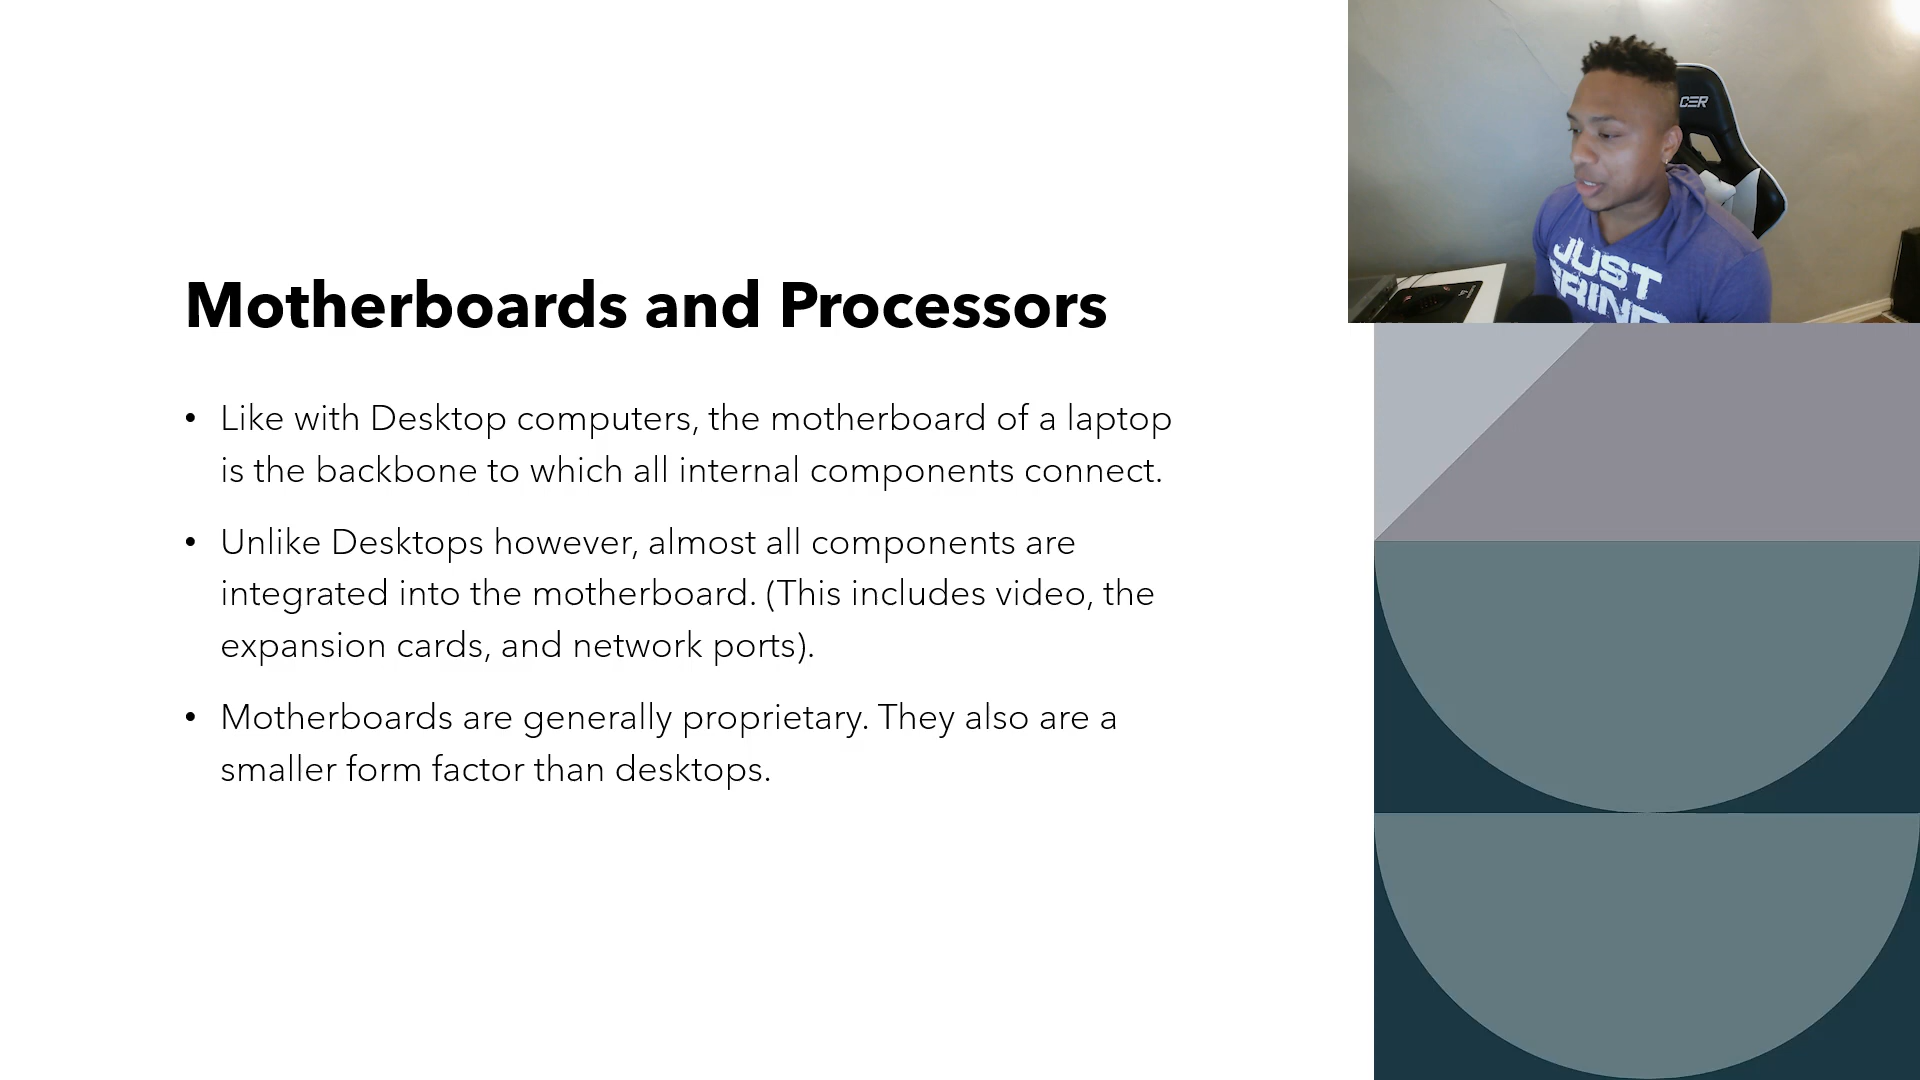 Motherboards and Processors
• Like with Desktop computers, the motherboard of a laptop
is the backbone to which all internal components connect.
• Unlike Desktops however, almost all components are
integrated into the motherboard. (This includes video, the
expansion cards, and network ports).
• Motherboards are generally proprietary. They also are a
smaller form factor than desktops.
CER
JUST
GRIND